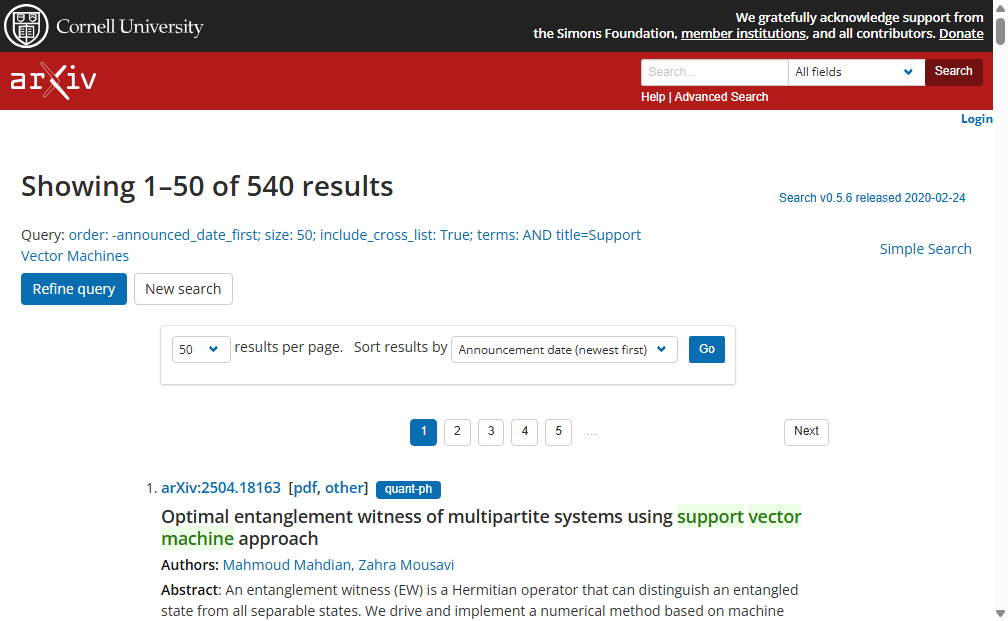 Cornell University
We gratefully acknowledge support from
the Simons Foundation, member institutions, and all contributors. Donate
arXiv
Search...
All fields
Search
Help | Advanced Search
Login
Showing 1–50 of 540 results
Search v0.5.6 released 2020-02-24
Query: order: -announced_date_first; size: 50; include_cross_list: True; terms: AND title=Support
Vector Machines
Simple Search
Refine query
New search
50 results per page. Sort results by Announcement date (newest first) Go
1 2 3 4 5 ... Next
1. arXiv:2504.18163 [pdf, other] quant-ph
Optimal entanglement witness of multipartite systems using support vector
machine approach
Authors: Mahmoud Mahdian, Zahra Mousavi
Abstract: An entanglement witness (EW) is a Hermitian operator that can distinguish an entangled
state from all separable states. We drive and implement a numerical method based on machine